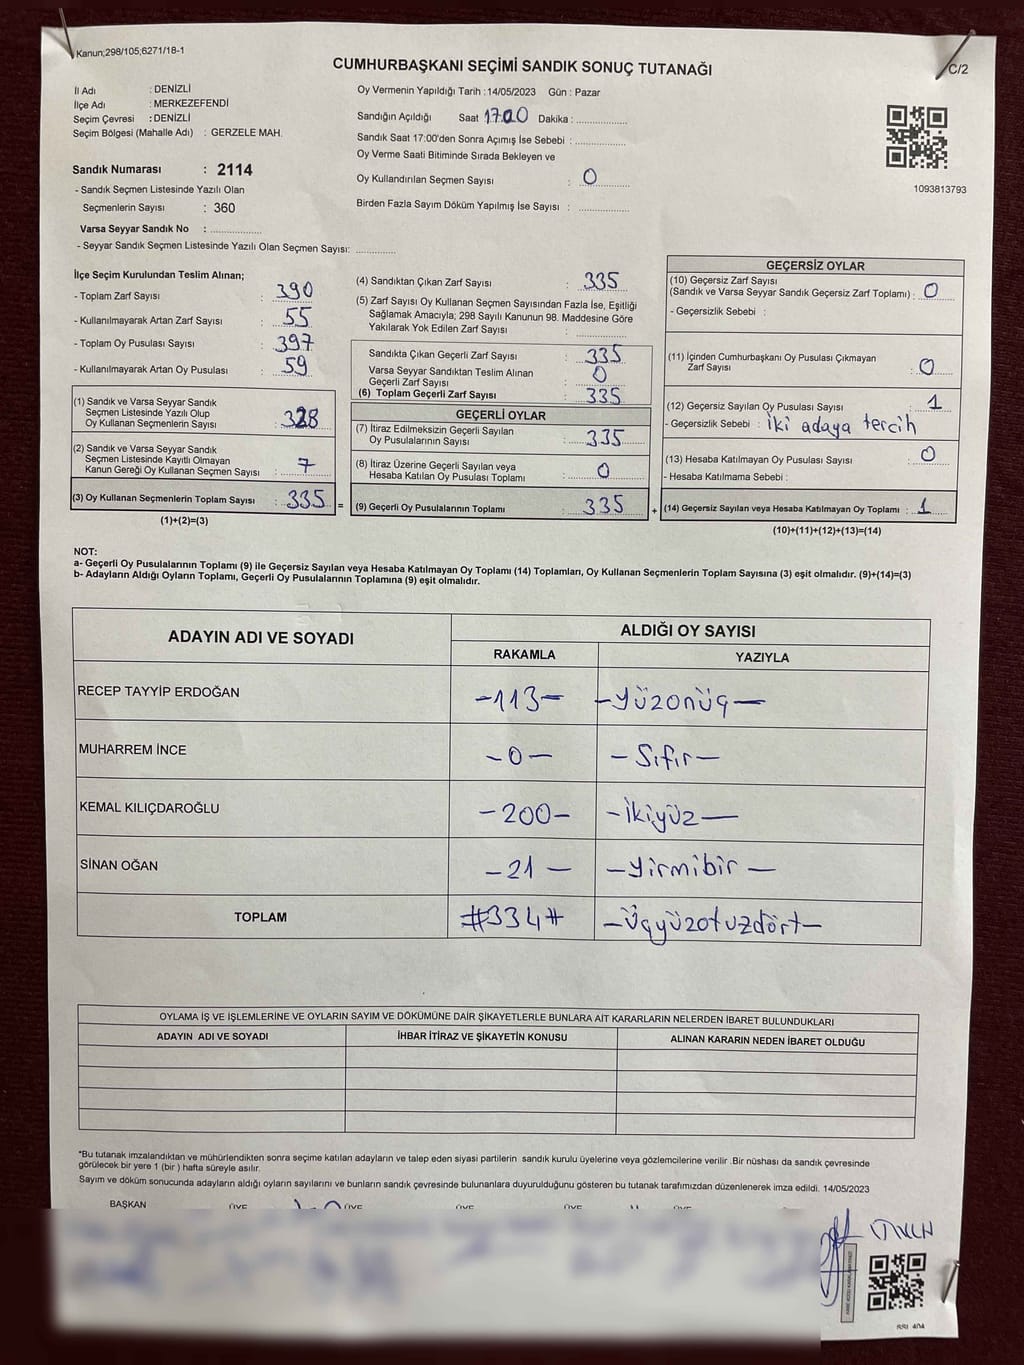 Kanun;298/105;6271/18-1
C/2
CUMHURBAŞKANI SEÇİMİ SANDIK SONUÇ TUTANAĞI
İl Adı : DENİZLİ
İlçe Adı : MERKEZEFENDİ
Seçim Çevresi : DENİZLİ
Seçim Bölgesi (Mahalle Adı) : GERZELE MAH.
Sandık Numarası : 2114
- Sandık Seçmen Listesinde Yazılı Olan
Seçmenlerin Sayısı : 360
Varsa Seyyar Sandık No :
- Seyyar Sandık Seçmen Listesinde Yazılı Olan Seçmen Sayısı:
Oy Vermenin Yapıldığı Tarih :14/05/2023 Gün : Pazar
Sandığın Açıldığı Saat 17.00 Dakika :
Sandık Saat 17:00'den Sonra Açımış İse Sebebi :
Oy Verme Saati Bitiminde Sırada Bekleyen ve
Oy Kullandırılan Seçmen Sayısı : 0
Birden Fazla Sayım Döküm Yapılmış İse Sayısı :
1093813793
İlçe Seçim Kurulundan Teslim Alınan;
- Toplam Zarf Sayısı : 390
- Kullanılmayarak Artan Zarf Sayısı : 55
- Toplam Oy Pusulası Sayısı : 397
- Kullanılmayarak Artan Oy Pusulası : 59
(1) Sandık ve Varsa Seyyar Sandık
Seçmen Listesinde Yazılı Olup
Oy Kullanan Seçmenlerin Sayısı : 328
(2) Sandık ve Varsa Seyyar Sandık
Seçmen Listesinde Kayıtlı Olmayan
Kanun Gereği Oy Kullanan Seçmen Sayısı : 7
(3) Oy Kullanan Seçmenlerin Toplam Sayısı : 335 =
(1)+(2)=(3)
(4) Sandıktan Çıkan Zarf Sayısı : 335
(5) Zarf Sayısı Oy Kullanan Seçmen Sayısından Fazla İse, Eşitliği
Sağlamak Amacıyla; 298 Sayılı Kanunun 98. Maddesine Göre
Yakılarak Yok Edilen Zarf Sayısı :
Sandıkta Çıkan Geçerli Zarf Sayısı : 335
Varsa Seyyar Sandıktan Teslim Alınan
Geçerli Zarf Sayısı : 0
(6) Toplam Geçerli Zarf Sayısı : 335
GEÇERLİ OYLAR
(7) İtiraz Edilmeksizin Geçerli Sayılan
Oy Pusulalarının Sayısı : 335
(8) İtiraz Üzerine Geçerli Sayılan veya
Hesaba Katılan Oy Pusulası Toplamı : 0
(9) Geçerli Oy Pusulalarının Toplamı : 335 +
GEÇERSİZ OYLAR
(10) Geçersiz Zarf Sayısı
(Sandık ve Varsa Seyyar Sandık Geçersiz Zarf Toplamı) : 0
- Geçersizlik Sebebi :
(11) İçinden Cumhurbaşkanı Oy Pusulası Çıkmayan
Zarf Sayısı : 0
(12) Geçersiz Sayılan Oy Pusulası Sayısı : 1
- Geçersizlik Sebebi : İki adaya tercih
(13) Hesaba Katılmayan Oy Pusulası Sayısı : 0
- Hesaba Katılmama Sebebi :
(14) Geçersiz Sayılan veya Hesaba Katılmayan Oy Toplamı : 1
(10)+(11)+(12)+(13)=(14)
NOT:
a- Geçerli Oy Pusulalarının Toplamı (9) ile Geçersiz Sayılan veya Hesaba Katılmayan Oy Toplamı (14) Toplamları, Oy Kullanan Seçmenlerin Toplam Sayısına (3) eşit olmalıdır. (9)+(14)=(3)
b- Adayların Aldığı Oyların Toplamı, Geçerli Oy Pusulalarının Toplamına (9) eşit olmalıdır.
ADAYIN ADI VE SOYADI
ALDIĞI OY SAYISI
RAKAMLA YAZIYLA
RECEP TAYYİP ERDOĞAN -113- -Yüzonüç-
MUHARREM İNCE -0- -Sıfır-
KEMAL KILIÇDAROĞLU -200- -İkiyüz-
SİNAN OĞAN -21- -Yirmibir-
TOPLAM #334# -Üçyüzotuzdört-
OYLAMA İŞ VE İŞLEMLERİNE VE OYLARIN SAYIM VE DÖKÜMÜNE DAİR ŞİKAYETLERLE BUNLARA AİT KARARLARIN NELERDEN İBARET BULUNDUKLARI
ADAYIN ADI VE SOYADI İHBAR İTİRAZ VE ŞİKAYETİN KONUSU ALINAN KARARIN NEDEN İBARET OLDUĞU
*Bu tutanak imzalandıktan ve mühürlendikten sonra seçime katılan adayların ve talep eden siyasi partilerin sandık kurulu üyelerine veya gözlemcilerine verilir .Bir nüshası da sandık çevresinde
görülecek bir yere 1 (bir ) hafta süreyle asılır.
Sayım ve döküm sonucunda adayların aldığı oyların sayılarını ve bunların sandık çevresinde bulunanlara duyurulduğunu gösteren bu tutanak tarafımızdan düzenlenerek imza edildi. 14/05/2023
BAŞKAN ÜYE ÜYE ÜYE ÜYE ÜYE